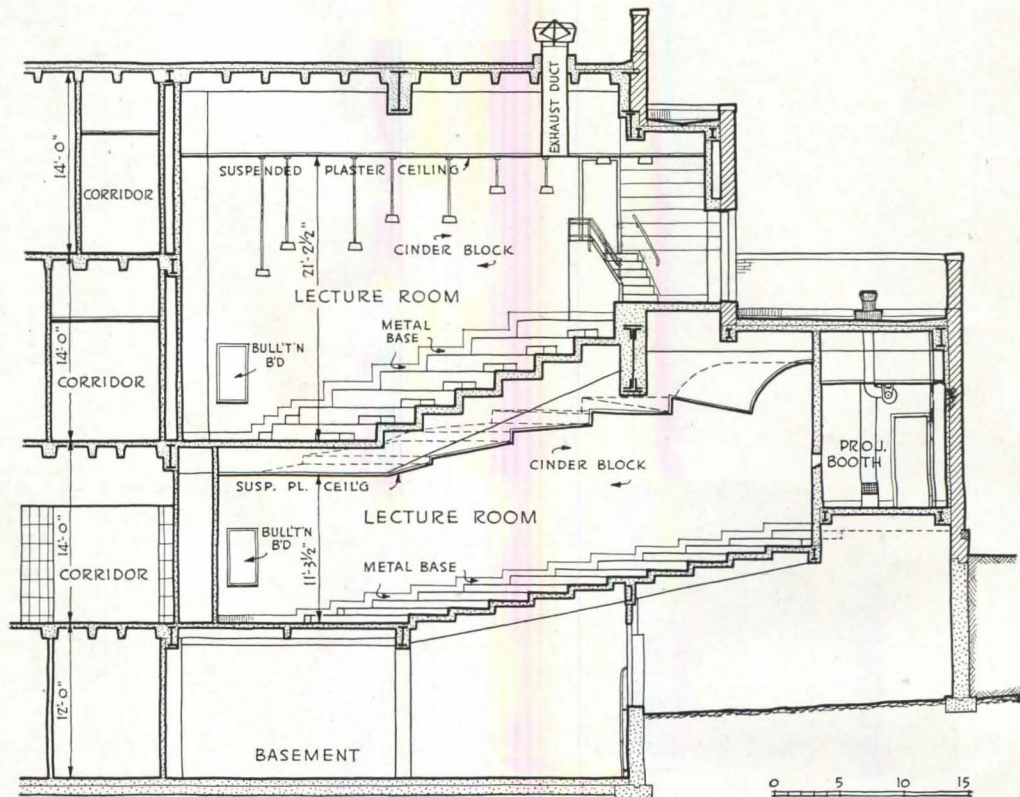 EXHAUST DUCT
14'-0"
CORRIDOR
SUSPENDED PLASTER CEILING
21'-2½"
CINDER BLOCK
LECTURE ROOM
METAL
BASE
BULL'T'N
B'D
14'-0"
CORRIDOR
PROJ.
BOOTH
CINDER BLOCK
SUSP. PL. CEIL'G
LECTURE ROOM
BULL'T'N
B'D
11'-3½"
METAL BASE
14'-0"
CORRIDOR
12'-0"
BASEMENT
0 5 10 15